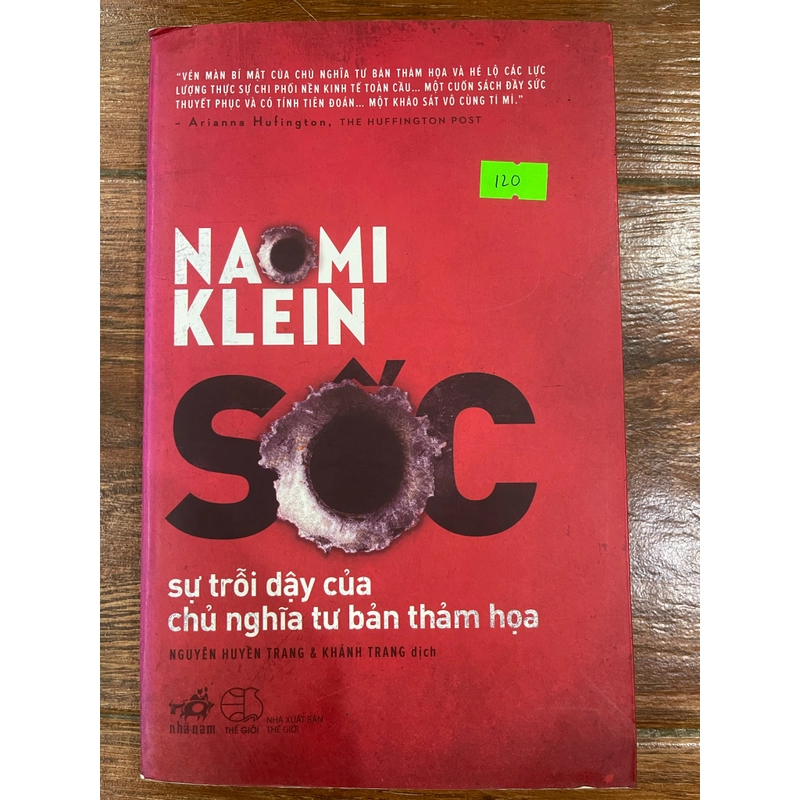 "VÉN MÀN BÍ MẬT CỦA CHỦ NGHĨA TƯ BẢN THẢM HỌA VÀ HÉ LỘ CÁC LỰC
LƯỢNG THỰC SỰ CHI PHỐI NỀN KINH TẾ TOÀN CẦU... MỘT CUỐN SÁCH ĐẦY SỨC
THUYẾT PHỤC VÀ CÓ TÍNH TIÊN ĐOÁN... MỘT KHẢO SÁT VÔ CÙNG TỈ MỈ."
– Arianna Hufington, THE HUFFINGTON POST
120
NAOMI
KLEIN
SỐC
sự trỗi dậy của
chủ nghĩa tư bản thảm họa
NGUYỄN HUYỀN TRANG & KHÁNH TRANG dịch
nhã nam
THẾ GIỚI
NHÀ XUẤT BẢN
THẾ GIỚI